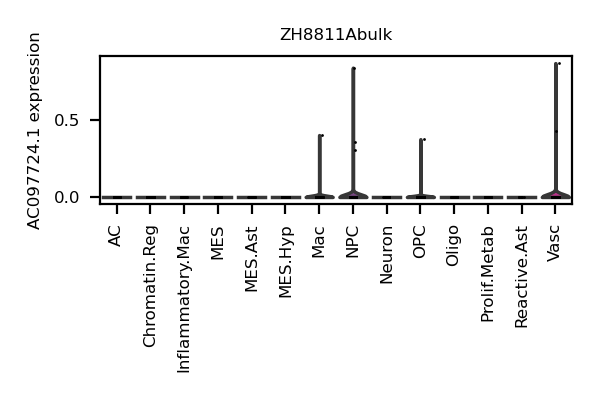 ZH8811Abulk
AC097724.1 expression
0.5
0.0
AC
Chromatin.Reg
Inflammatory.Mac
MES
MES.Ast
MES.Hyp
Mac
NPC
Neuron
OPC
Oligo
Prolif.Metab
Reactive.Ast
Vasc